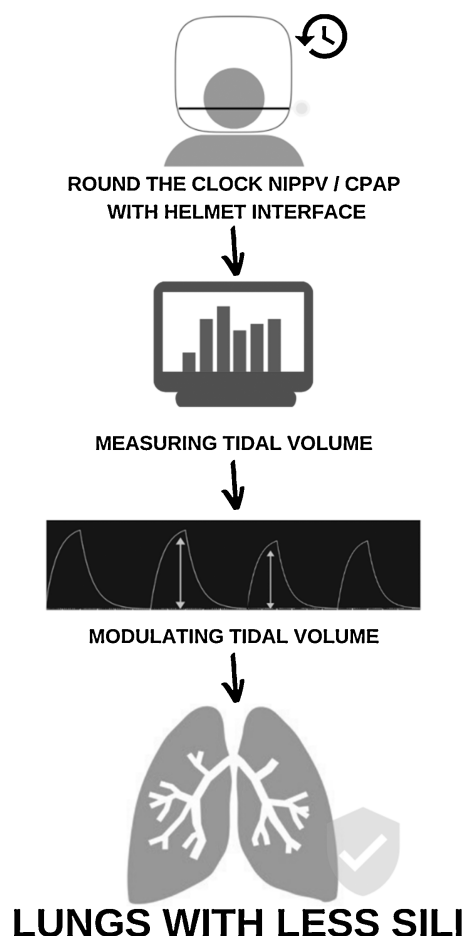 ROUND THE CLOCK NIPPV / CPAP
WITH HELMET INTERFACE
MEASURING TIDAL VOLUME
MODULATING TIDAL VOLUME
LUNGS WITH LESS SILI